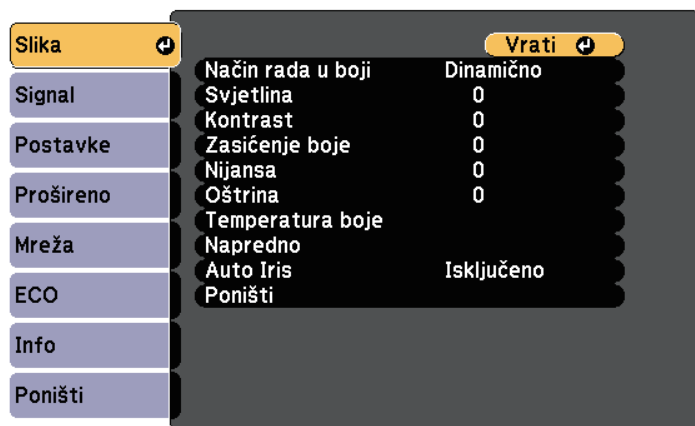 Slika
Signal
Postavke
Prošireno
Mreža
ECO
Info
Poništi
Vrati
Način rada u boji Dinamično
Svjetlina 0
Kontrast 0
Zasićenje boje 0
Nijansa 0
Oštrina 0
Temperatura boje
Napredno
Auto Iris Isključeno
Poništi